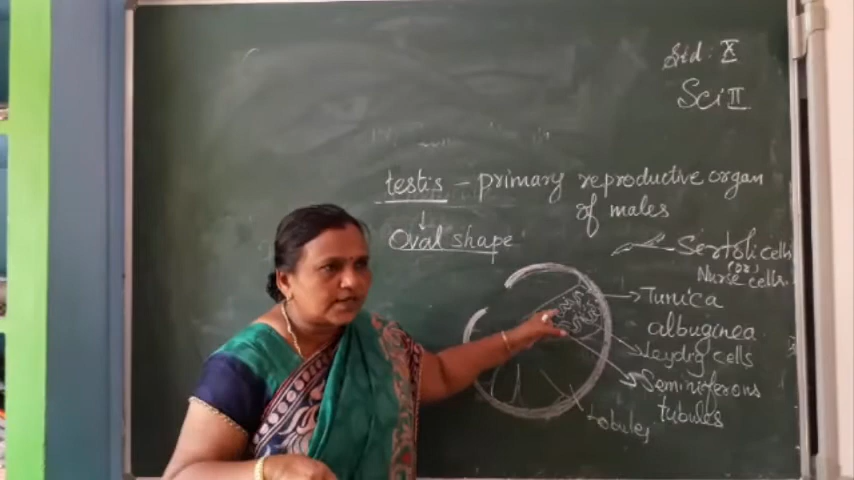 Std: X
Sci II
testis - primary reproductive organ
of males
Oval shape
Sertoli cells
(or)
Nurse cells
Tunica
albuginea
Leydig cells
Seminiferous
tubules
lobules